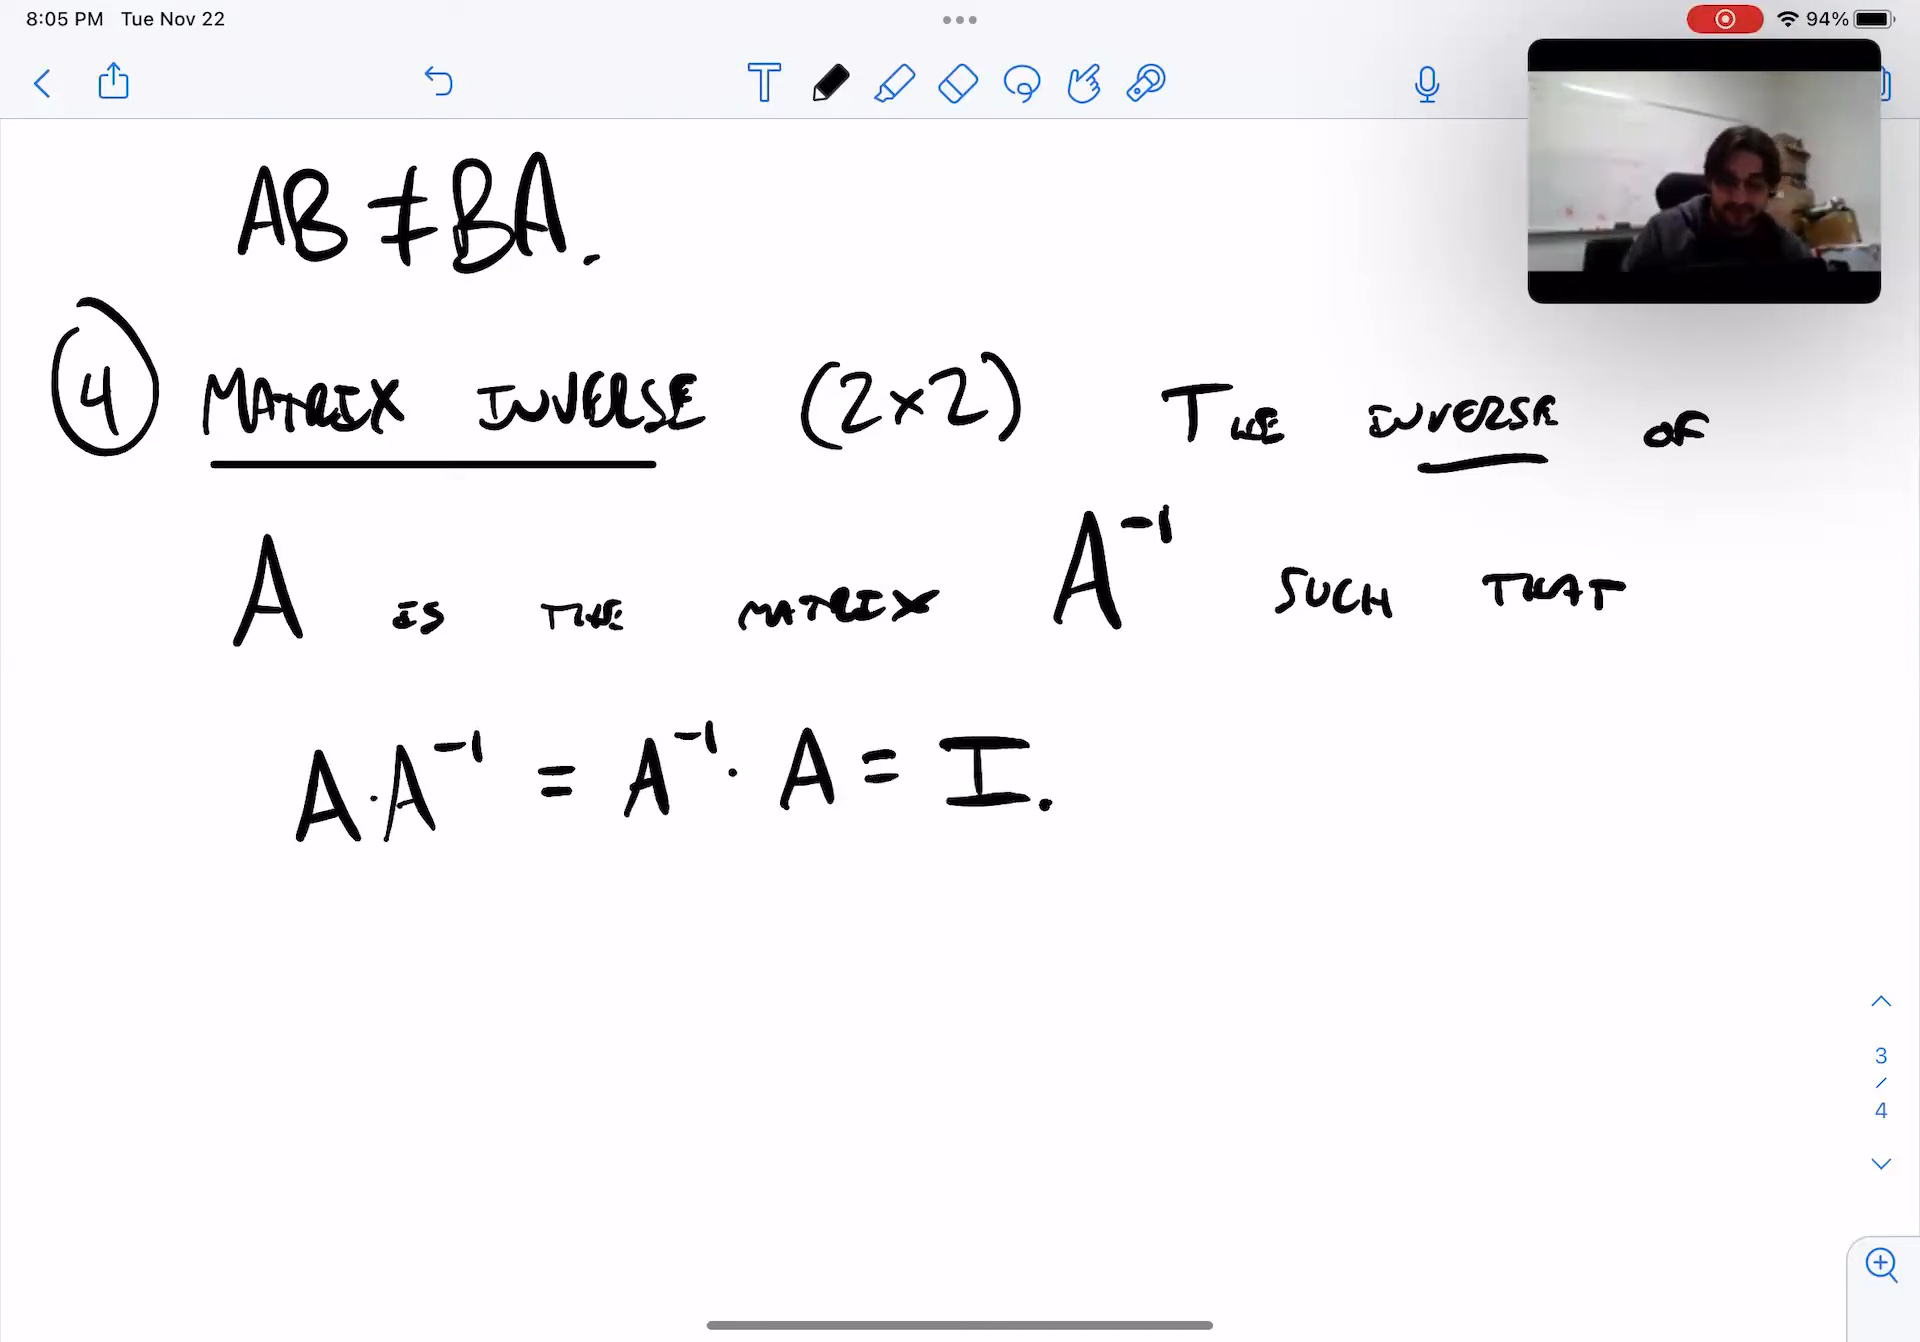 8:05 PM Tue Nov 22 94%
AB ≠ BA.
4 MATRIX INVERSE (2×2) THE INVERSE OF
A IS THE MATRIX A⁻¹ SUCH THAT
A·A⁻¹ = A⁻¹·A = I.
3
/
4